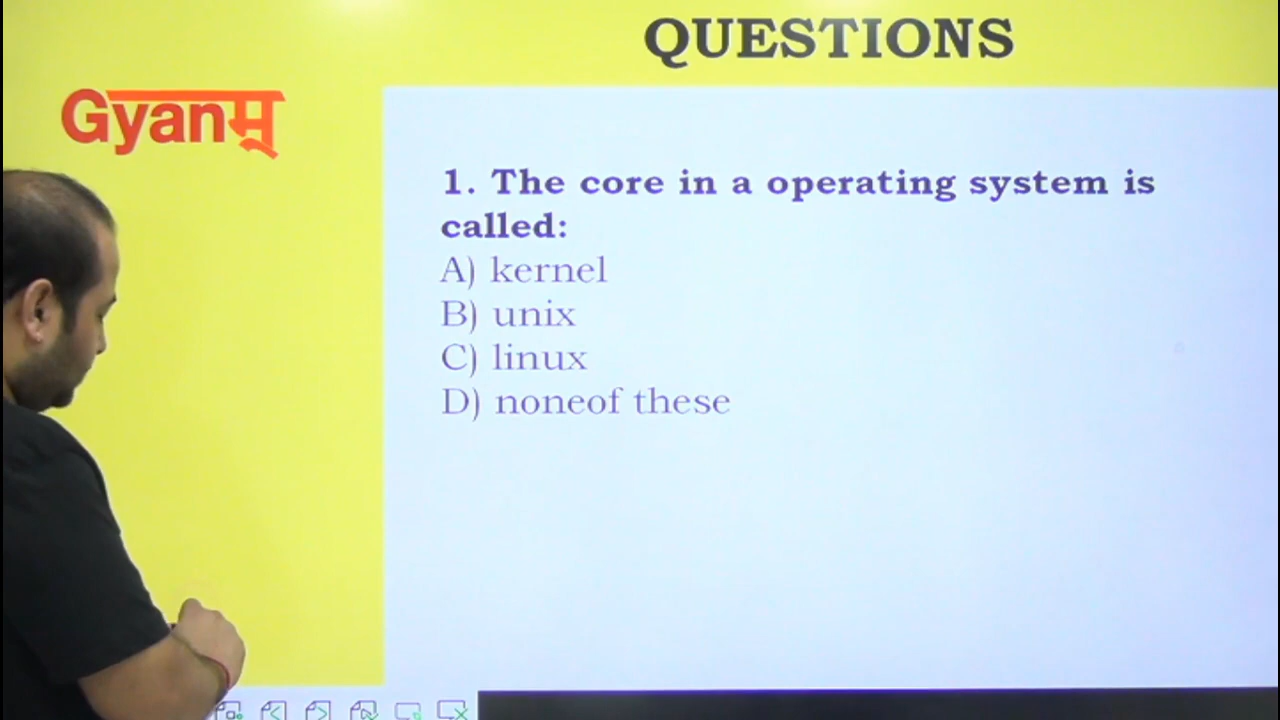 QUESTIONS
Gyanम्
1. The core in a operating system is
called:
A) kernel
B) unix
C) linux
D) noneof these